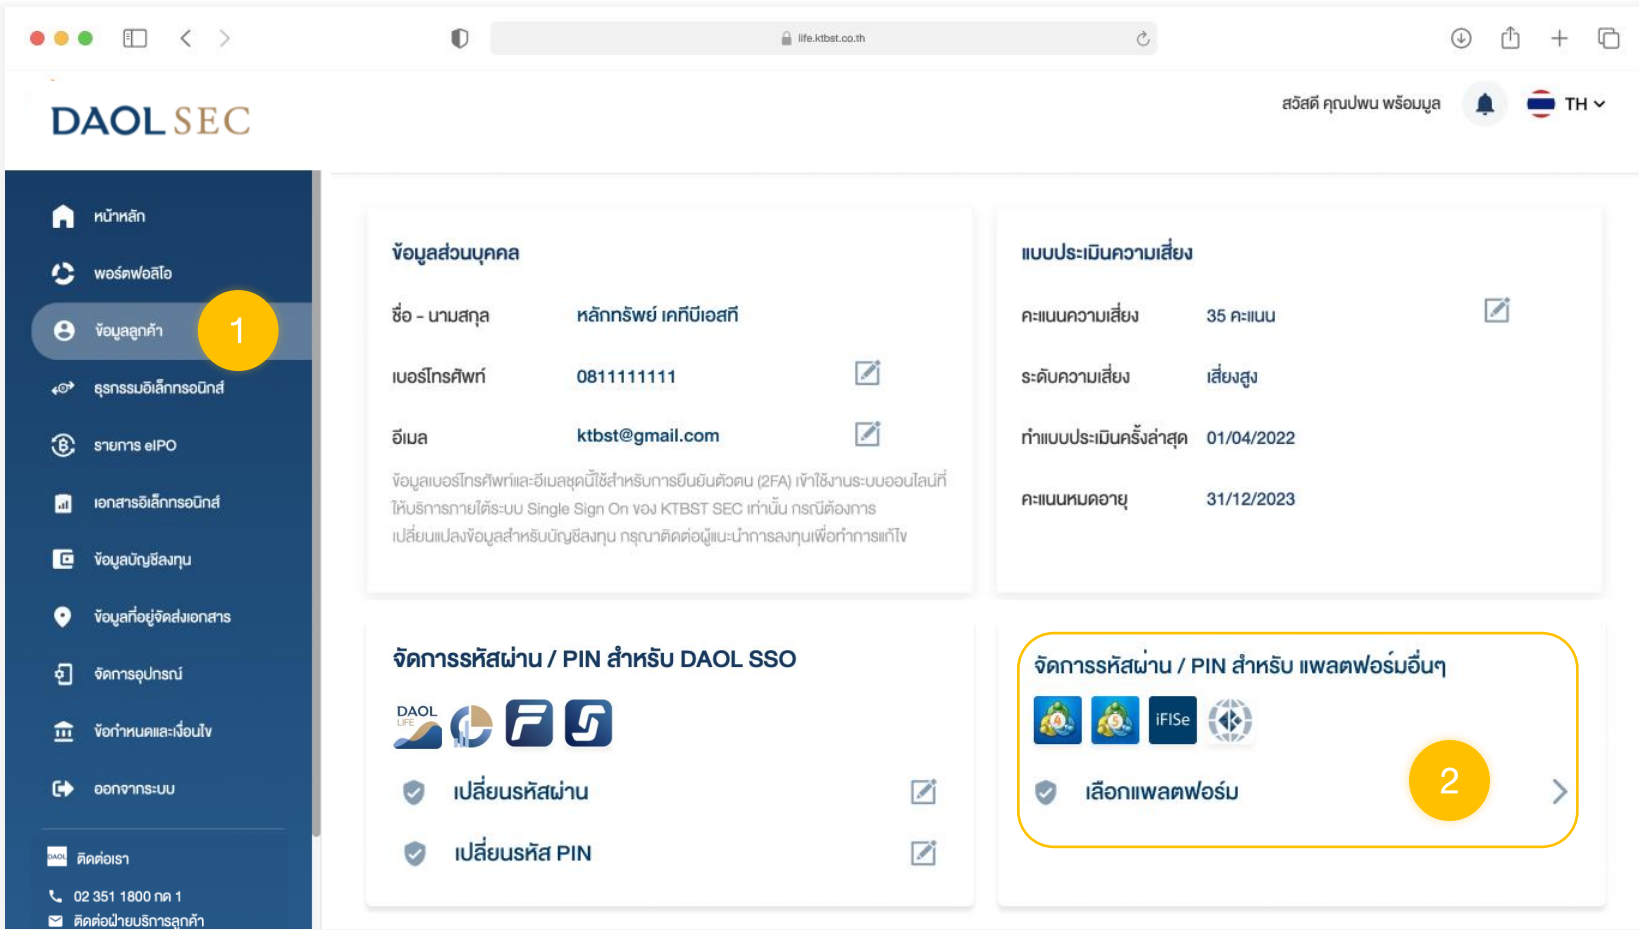 life.ktbst.co.th
DAOL SEC
สวัสดี คุณปพน พร้อมมูล
TH
หน้าหลัก
พอร์ตฟอลิโอ
ข้อมูลลูกค้า
1
ธุรกรรมอิเล็กทรอนิกส์
รายการ eIPO
เอกสารอิเล็กทรอนิกส์
ข้อมูลบัญชีลงทุน
ข้อมูลที่อยู่จัดส่งเอกสาร
จัดการอุปกรณ์
ข้อกำหนดและเงื่อนไข
ออกจากระบบ
DAOL ติดต่อเรา
02 351 1800 กด 1
ติดต่อฝ่ายบริการลูกค้า
ข้อมูลส่วนบุคคล
ชื่อ - นามสกุล หลักทรัพย์ เคทีบีเอสที
เบอร์โทรศัพท์ 0811111111
อีเมล ktbst@gmail.com
ข้อมูลเบอร์โทรศัพท์และอีเมลชุดนี้ใช้สำหรับการยืนยันตัวตน (2FA) เข้าใช้งานระบบออนไลน์ที่
ให้บริการภายใต้ระบบ Single Sign On ของ KTBST SEC เท่านั้น กรณีต้องการ
เปลี่ยนแปลงข้อมูลสำหรับบัญชีลงทุน กรุณาติดต่อผู้แนะนำการลงทุนเพื่อทำการแก้ไข
แบบประเมินความเสี่ยง
คะแนนความเสี่ยง 35 คะแนน
ระดับความเสี่ยง เสี่ยงสูง
ทำแบบประเมินครั้งล่าสุด 01/04/2022
คะแนนหมดอายุ 31/12/2023
จัดการรหัสผ่าน / PIN สำหรับ DAOL SSO
DAOL
LIFE
เปลี่ยนรหัสผ่าน
เปลี่ยนรหัส PIN
จัดการรหัสผ่าน / PIN สำหรับ แพลตฟอร์มอื่นๆ
4 5 iFISe
เลือกแพลตฟอร์ม
2